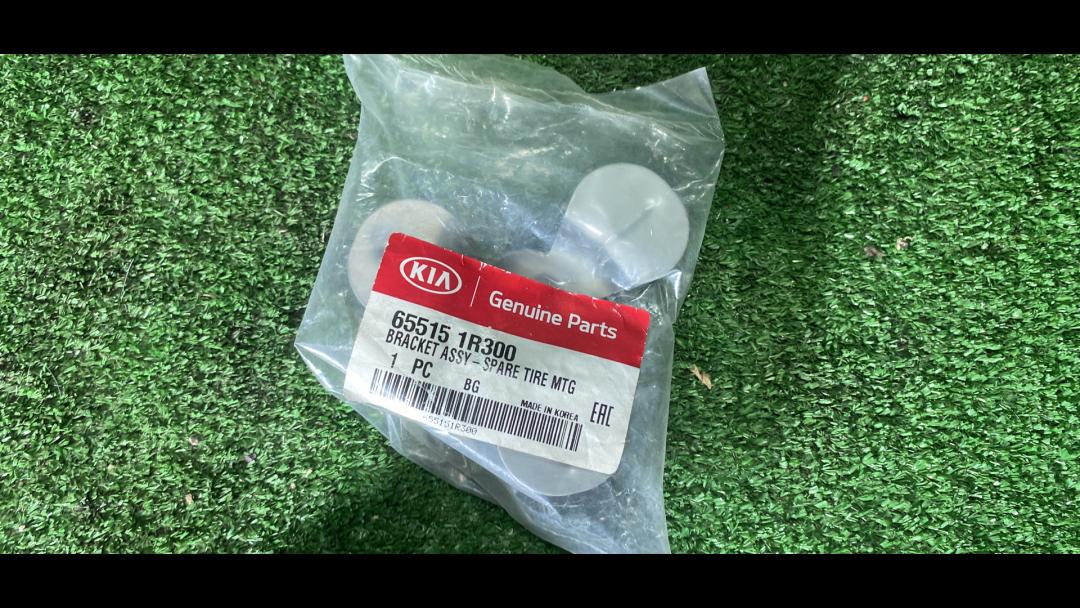 KIA
Genuine Parts
65515 1R300
BRACKET ASSY-SPARE TIRE MTG
1 PC BG
MADE IN KOREA
EAC
655151R300